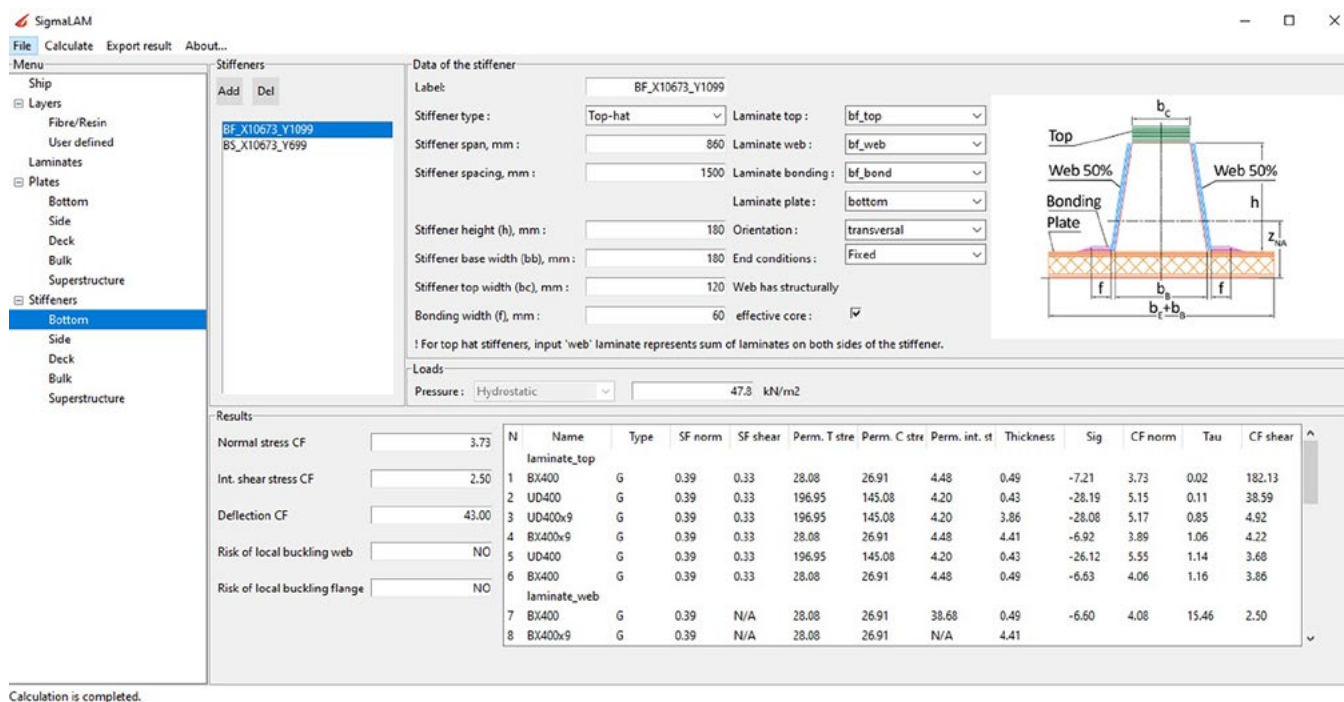 SigmaLAM
File Calculate Export result About...
Menu
Ship
Layers
Fibre/Resin
User defined
Laminates
Plates
Bottom
Side
Deck
Bulk
Superstructure
Stiffeners
Bottom
Side
Deck
Bulk
Superstructure
Stiffeners
Add Del
BF_X10673_Y1099
BS_X10673_Y699
Data of the stiffener
Label: BF_X10673_Y1099
Stiffener type : Top-hat Laminate top : bf_top
Stiffener span, mm : 860 Laminate web : bf_web
Stiffener spacing, mm : 1500 Laminate bonding : bf_bond
Laminate plate : bottom
Stiffener height (h), mm : 180 Orientation : transversal
Stiffener base width (bb), mm : 180 End conditions : Fixed
Stiffener top width (bc), mm : 120 Web has structurally
Bonding width (f), mm : 60 effective core :
! For top hat stiffeners, input 'web' laminate represents sum of laminates on both sides of the stiffener.
bC
Top
Web 50% Web 50%
Bonding h
Plate
zNA
f bB f
bE+bB
Loads
Pressure : Hydrostatic 47.8 kN/m2
Results
Normal stress CF 3.73
Int. shear stress CF 2.50
Deflection CF 43.00
Risk of local buckling web NO
Risk of local buckling flange NO
N Name Type SF norm SF shear Perm. T stre Perm. C stre Perm. int. st Thickness Sig CF norm Tau CF shear
laminate_top
1 BX400 G 0.39 0.33 28.08 26.91 4.48 0.49 -7.21 3.73 0.02 182.13
2 UD400 G 0.39 0.33 196.95 145.08 4.20 0.43 -28.19 5.15 0.11 38.59
3 UD400x9 G 0.39 0.33 196.95 145.08 4.20 3.86 -28.08 5.17 0.85 4.92
4 BX400x9 G 0.39 0.33 28.08 26.91 4.48 4.41 -6.92 3.89 1.06 4.22
5 UD400 G 0.39 0.33 196.95 145.08 4.20 0.43 -26.12 5.55 1.14 3.68
6 BX400 G 0.39 0.33 28.08 26.91 4.48 0.49 -6.63 4.06 1.16 3.86
laminate_web
7 BX400 G 0.39 N/A 28.08 26.91 38.68 0.49 -6.60 4.08 15.46 2.50
8 BX400x9 G 0.39 N/A 28.08 26.91 N/A 4.41
Calculation is completed.